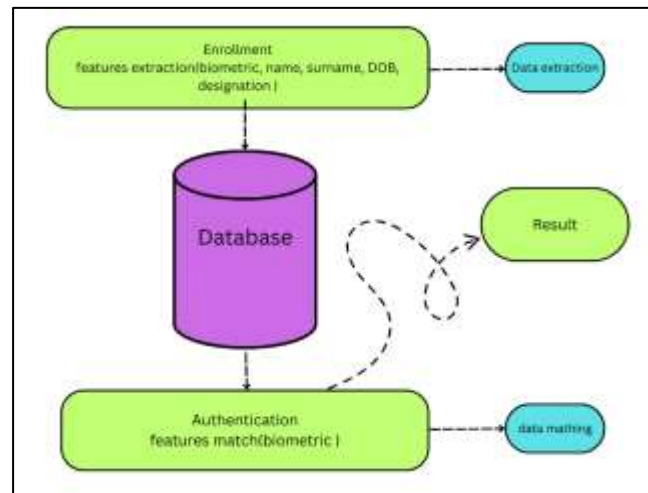 Enrollment
features extraction(biometric, name, surname, DOB,
designation )
Data extraction
Database
Result
Authentication
features match(biometric )
data mathing